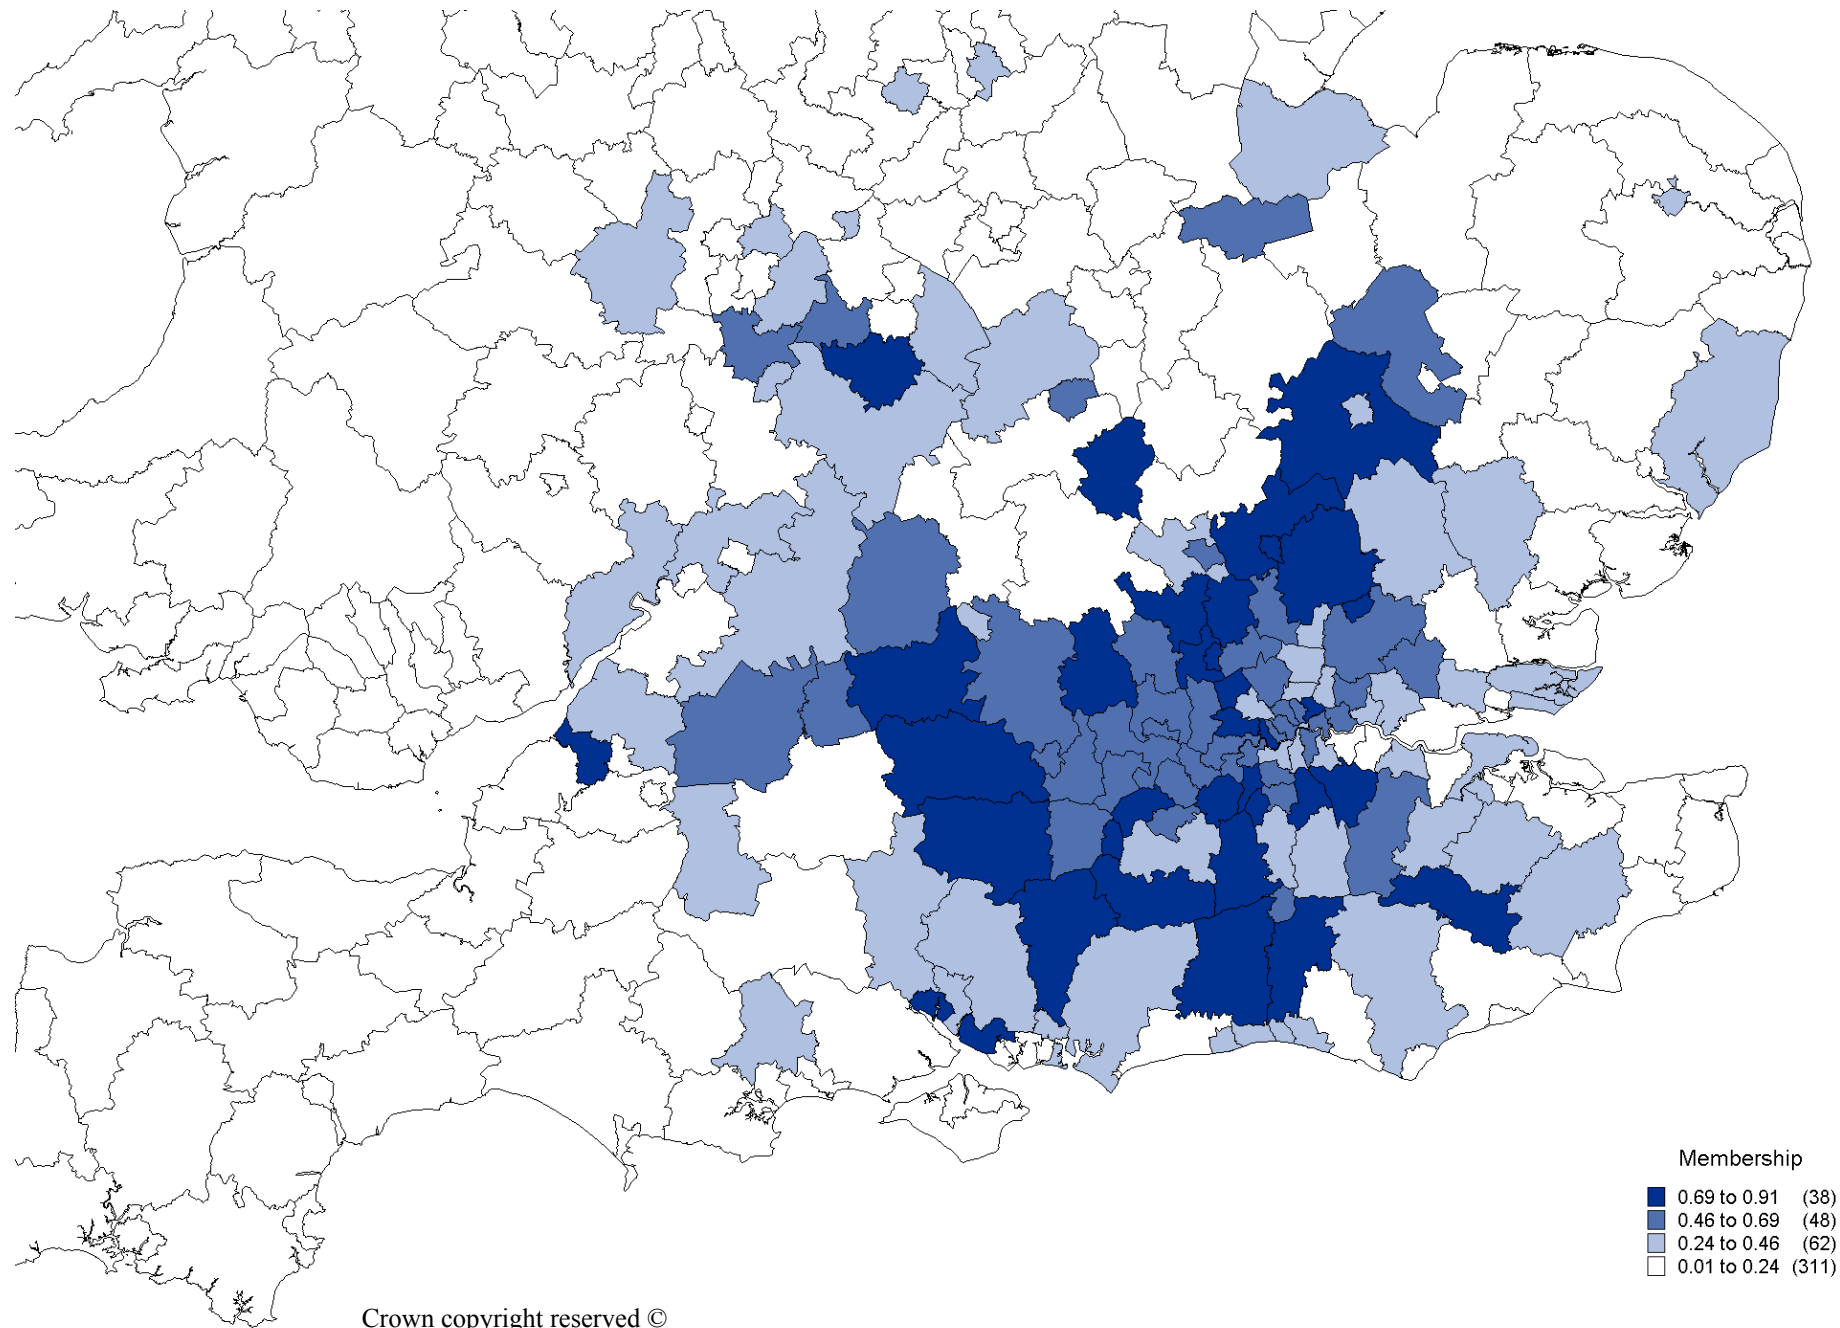 Membership
0.69 to 0.91 (38)
0.46 to 0.69 (48)
0.24 to 0.46 (62)
0.01 to 0.24 (311)
Crown copyright reserved ©